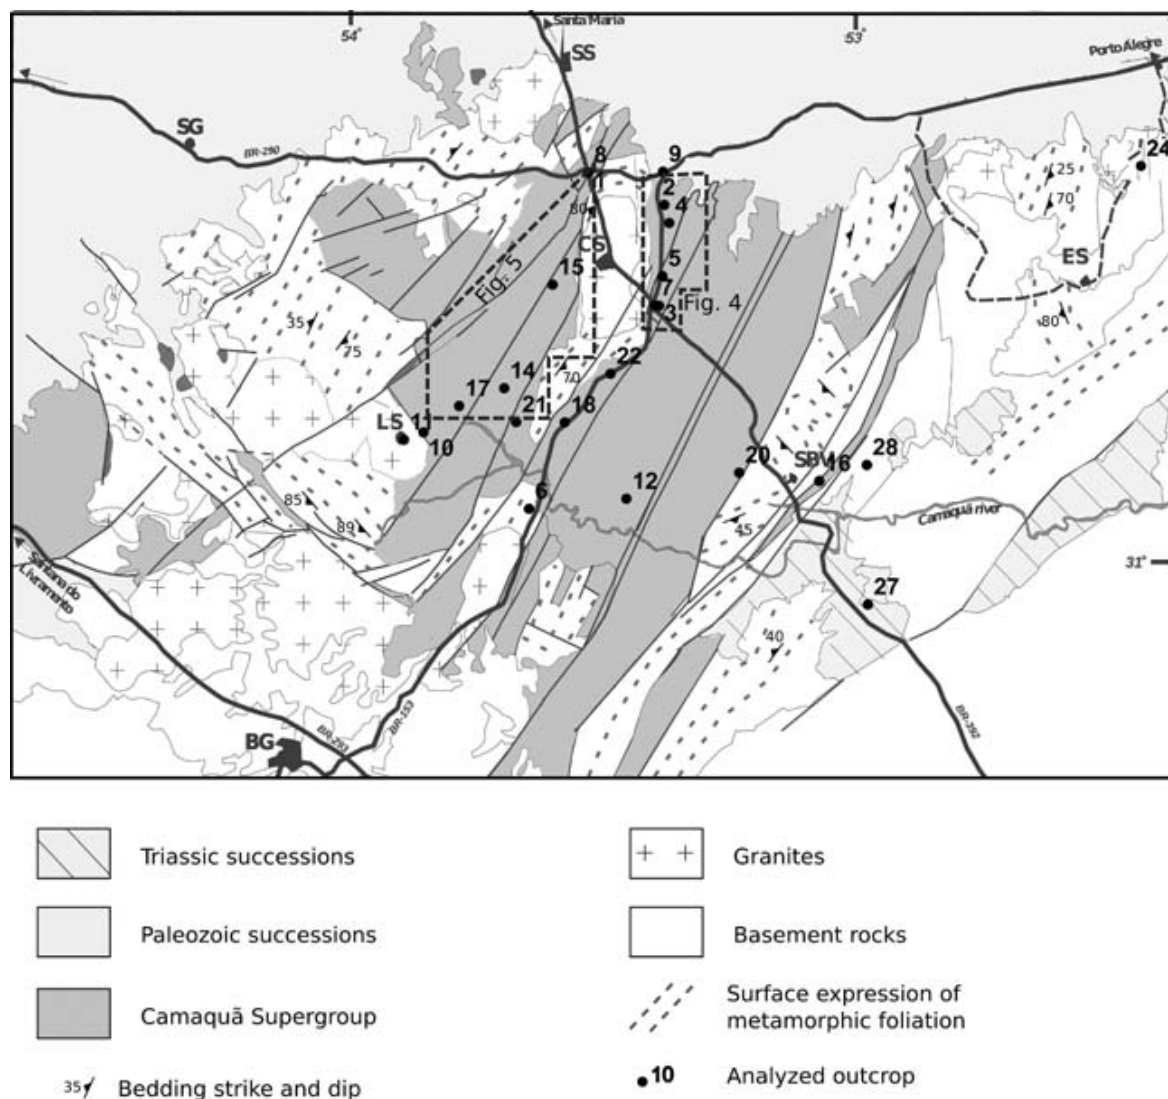 54°
Santa Maria
53°
Porto Alegre
SS
SG
BR-290
8
9
24
1
2
25
80
4
70
CS
5
ES
15
Fig. 5
7
Fig. 4
3
35
80
75
22
14
70
17
21
18
LS
11
10
28
20
SBV
16
12
85
6
Camaquã river
89
45
31°
Santana do
Livramento
27
40
BR-153
BR-293
BR-392
BG
Triassic successions
Granites
Paleozoic successions
Basement rocks
Camaquã Supergroup
Surface expression of
metamorphic foliation
35 Bedding strike and dip
10 Analyzed outcrop